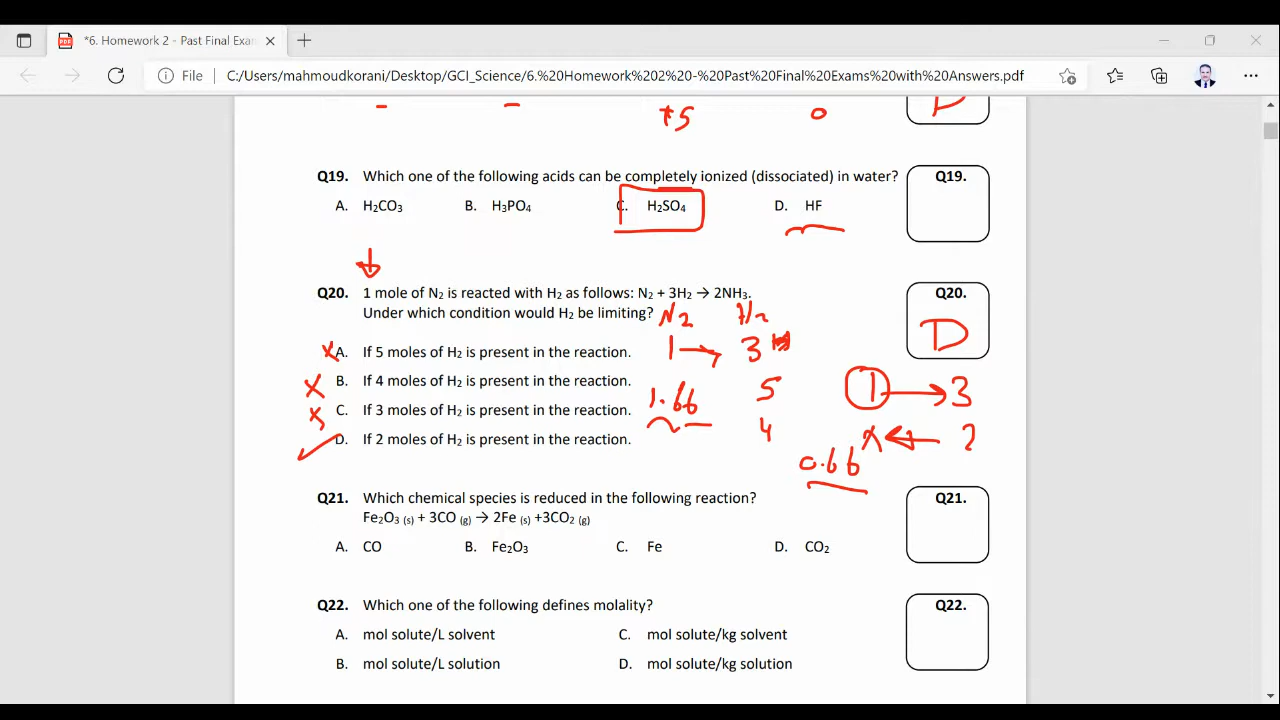 *6. Homework 2 - Past Final Exa
File C:/Users/mahmoudkorani/Desktop/GCI_Science/6.%20Homework%202%20-%20Past%20Final%20Exams%20with%20Answers.pdf
+5 0 D
Q19. Which one of the following acids can be completely ionized (dissociated) in water? Q19.
A. H₂CO₃ B. H₃PO₄ C. H₂SO₄ D. HF
Q20. 1 mole of N₂ is reacted with H₂ as follows: N₂ + 3H₂ → 2NH₃. Q20.
Under which condition would H₂ be limiting? N2 H2
D
x A. If 5 moles of H₂ is present in the reaction. 1 → 3
x B. If 4 moles of H₂ is present in the reaction. 1.66 5 1 → 3
x C. If 3 moles of H₂ is present in the reaction. 4
D. If 2 moles of H₂ is present in the reaction. x ← 2
0.66
Q21. Which chemical species is reduced in the following reaction? Q21.
Fe₂O₃ (s) + 3CO (g) → 2Fe (s) +3CO₂ (g)
A. CO B. Fe₂O₃ C. Fe D. CO₂
Q22. Which one of the following defines molality? Q22.
A. mol solute/L solvent C. mol solute/kg solvent
B. mol solute/L solution D. mol solute/kg solution